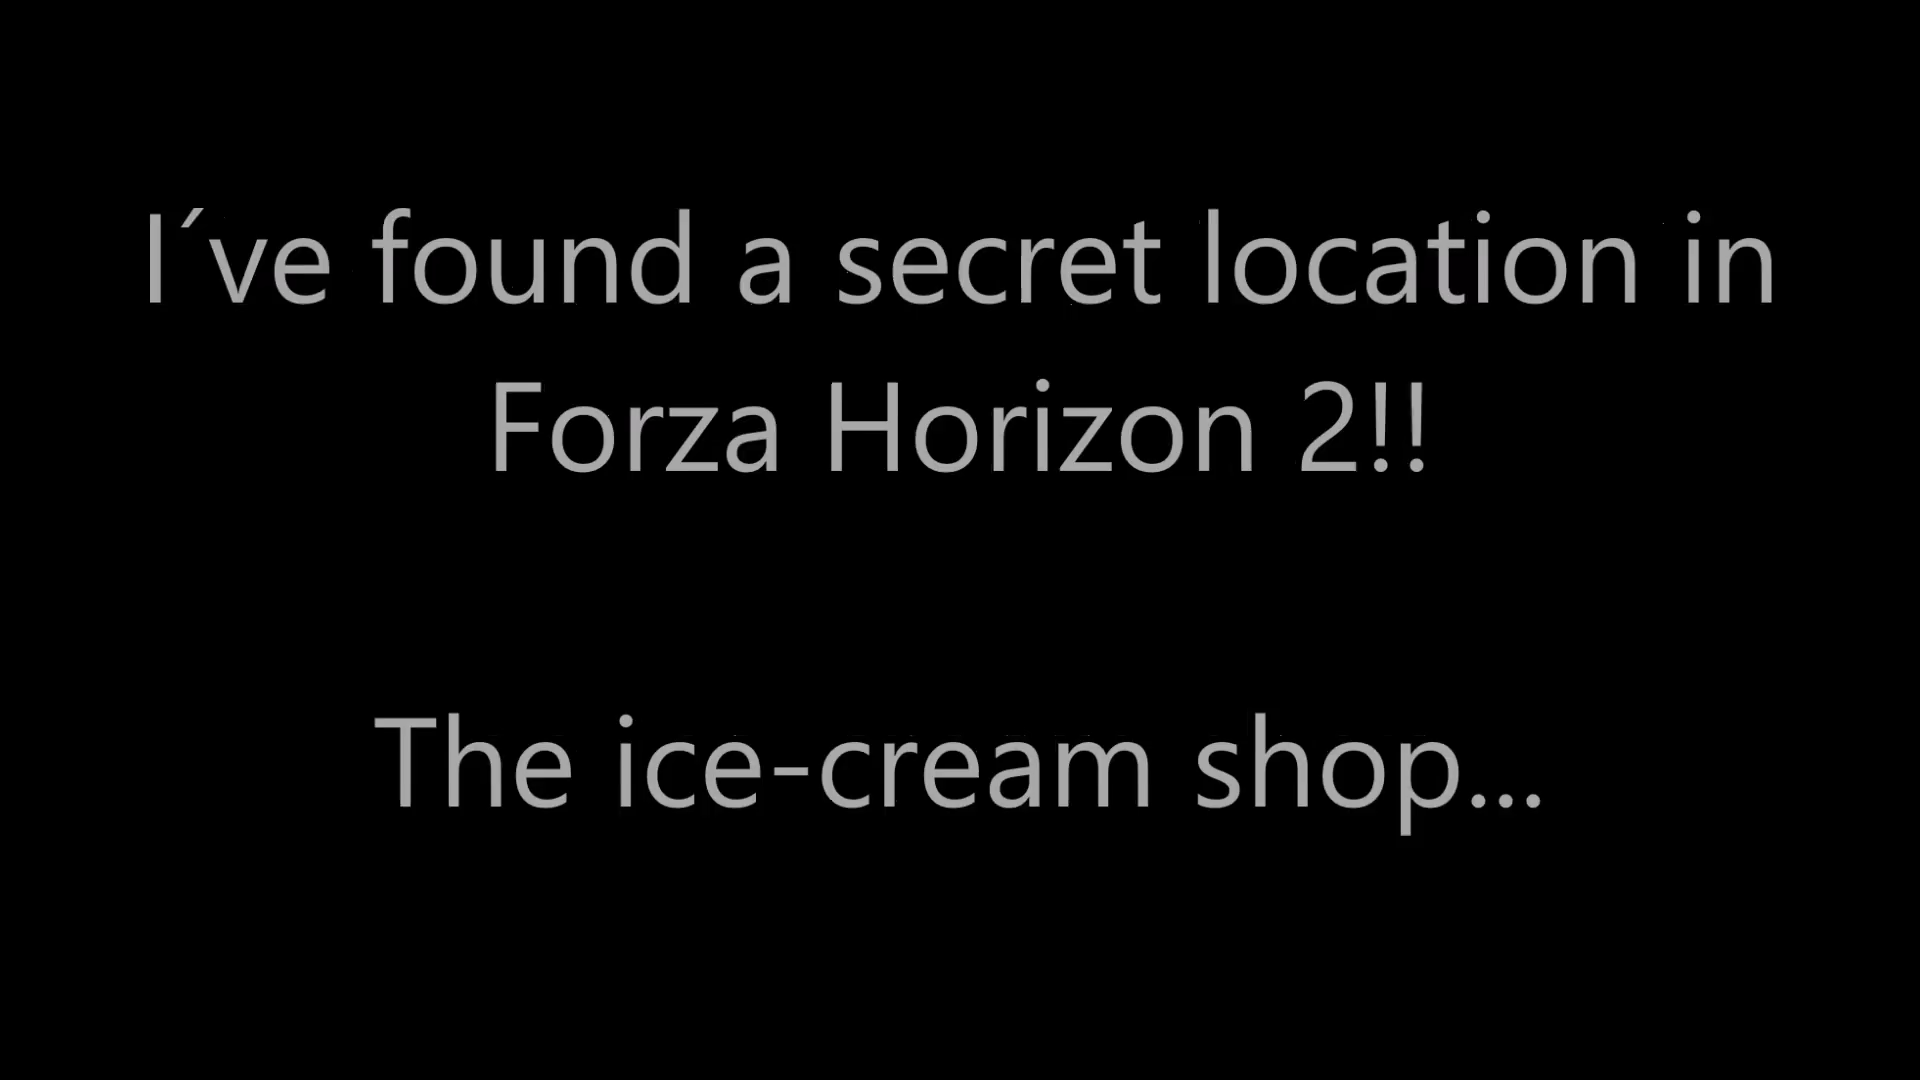 I´ve found a secret location in
Forza Horizon 2!!
The ice-cream shop...